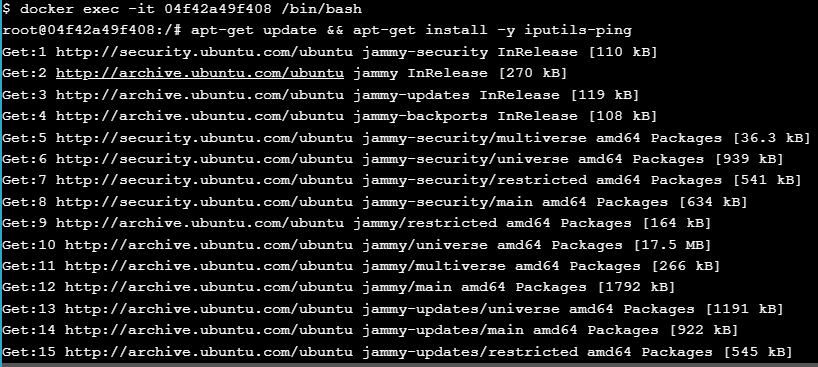 $ docker exec -it 04f42a49f408 /bin/bash
root@04f42a49f408:/# apt-get update && apt-get install -y iputils-ping
Get:1 http://security.ubuntu.com/ubuntu jammy-security InRelease [110 kB]
Get:2 http://archive.ubuntu.com/ubuntu jammy InRelease [270 kB]
Get:3 http://archive.ubuntu.com/ubuntu jammy-updates InRelease [119 kB]
Get:4 http://archive.ubuntu.com/ubuntu jammy-backports InRelease [108 kB]
Get:5 http://security.ubuntu.com/ubuntu jammy-security/multiverse amd64 Packages [36.3 kB]
Get:6 http://security.ubuntu.com/ubuntu jammy-security/universe amd64 Packages [939 kB]
Get:7 http://security.ubuntu.com/ubuntu jammy-security/restricted amd64 Packages [541 kB]
Get:8 http://security.ubuntu.com/ubuntu jammy-security/main amd64 Packages [634 kB]
Get:9 http://archive.ubuntu.com/ubuntu jammy/restricted amd64 Packages [164 kB]
Get:10 http://archive.ubuntu.com/ubuntu jammy/universe amd64 Packages [17.5 MB]
Get:11 http://archive.ubuntu.com/ubuntu jammy/multiverse amd64 Packages [266 kB]
Get:12 http://archive.ubuntu.com/ubuntu jammy/main amd64 Packages [1792 kB]
Get:13 http://archive.ubuntu.com/ubuntu jammy-updates/universe amd64 Packages [1191 kB]
Get:14 http://archive.ubuntu.com/ubuntu jammy-updates/main amd64 Packages [922 kB]
Get:15 http://archive.ubuntu.com/ubuntu jammy-updates/restricted amd64 Packages [545 kB]